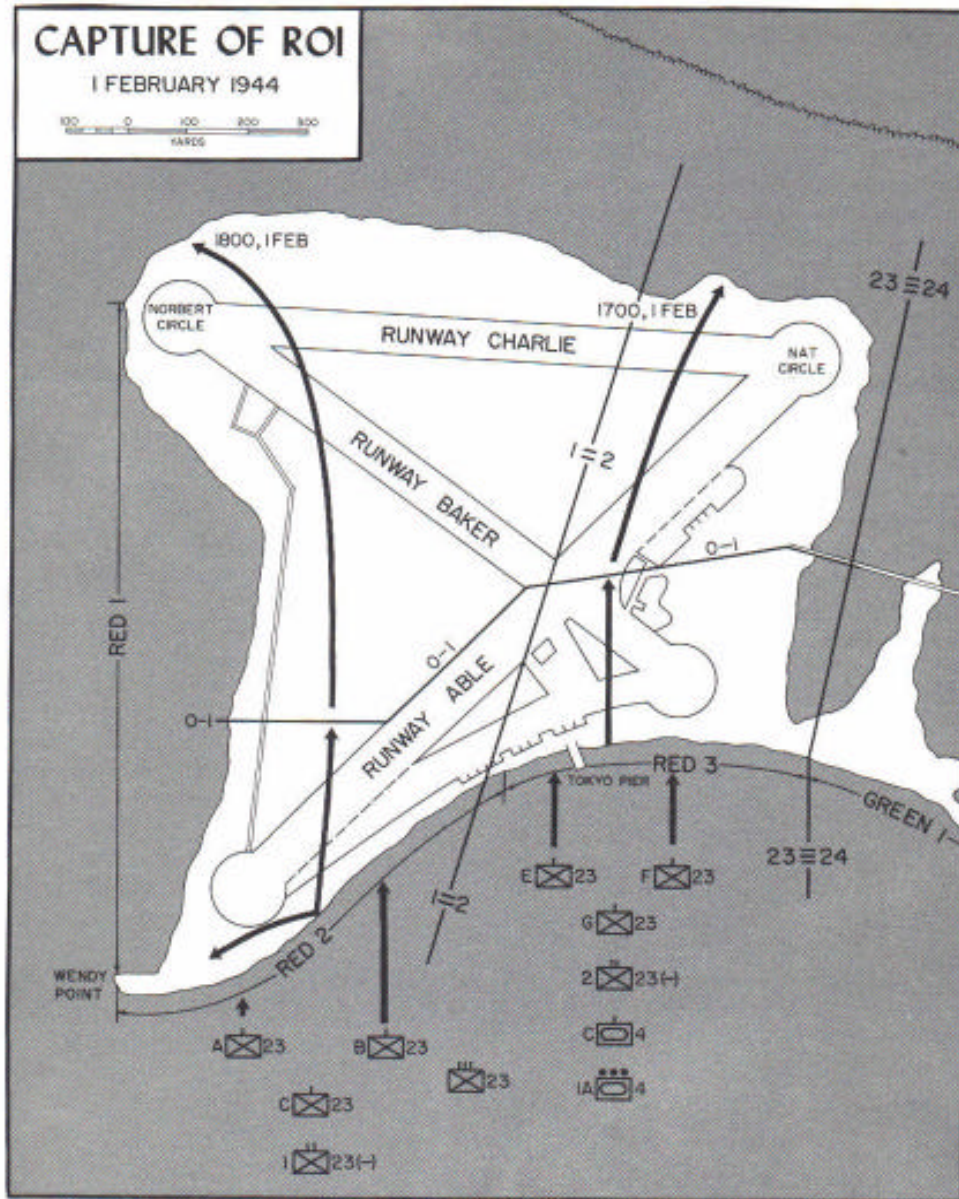 CAPTURE OF ROI
1 FEBRUARY 1944
100 0 100 200 300
YARDS
1800, 1 FEB
23 24
NORBERT
CIRCLE
1700, 1 FEB
RUNWAY CHARLIE
NAT
CIRCLE
1 2
RUNWAY BAKER
0-1
RED 1
0-1
RUNWAY ABLE
0-1
RED 3
TOKYO PIER
GREEN 1
23 24
E 23
F 23
1 2
G 23
RED 2
WENDY
POINT
2 23(-)
A 23
B 23
C 4
23
1A 4
C 23
1 23(-)